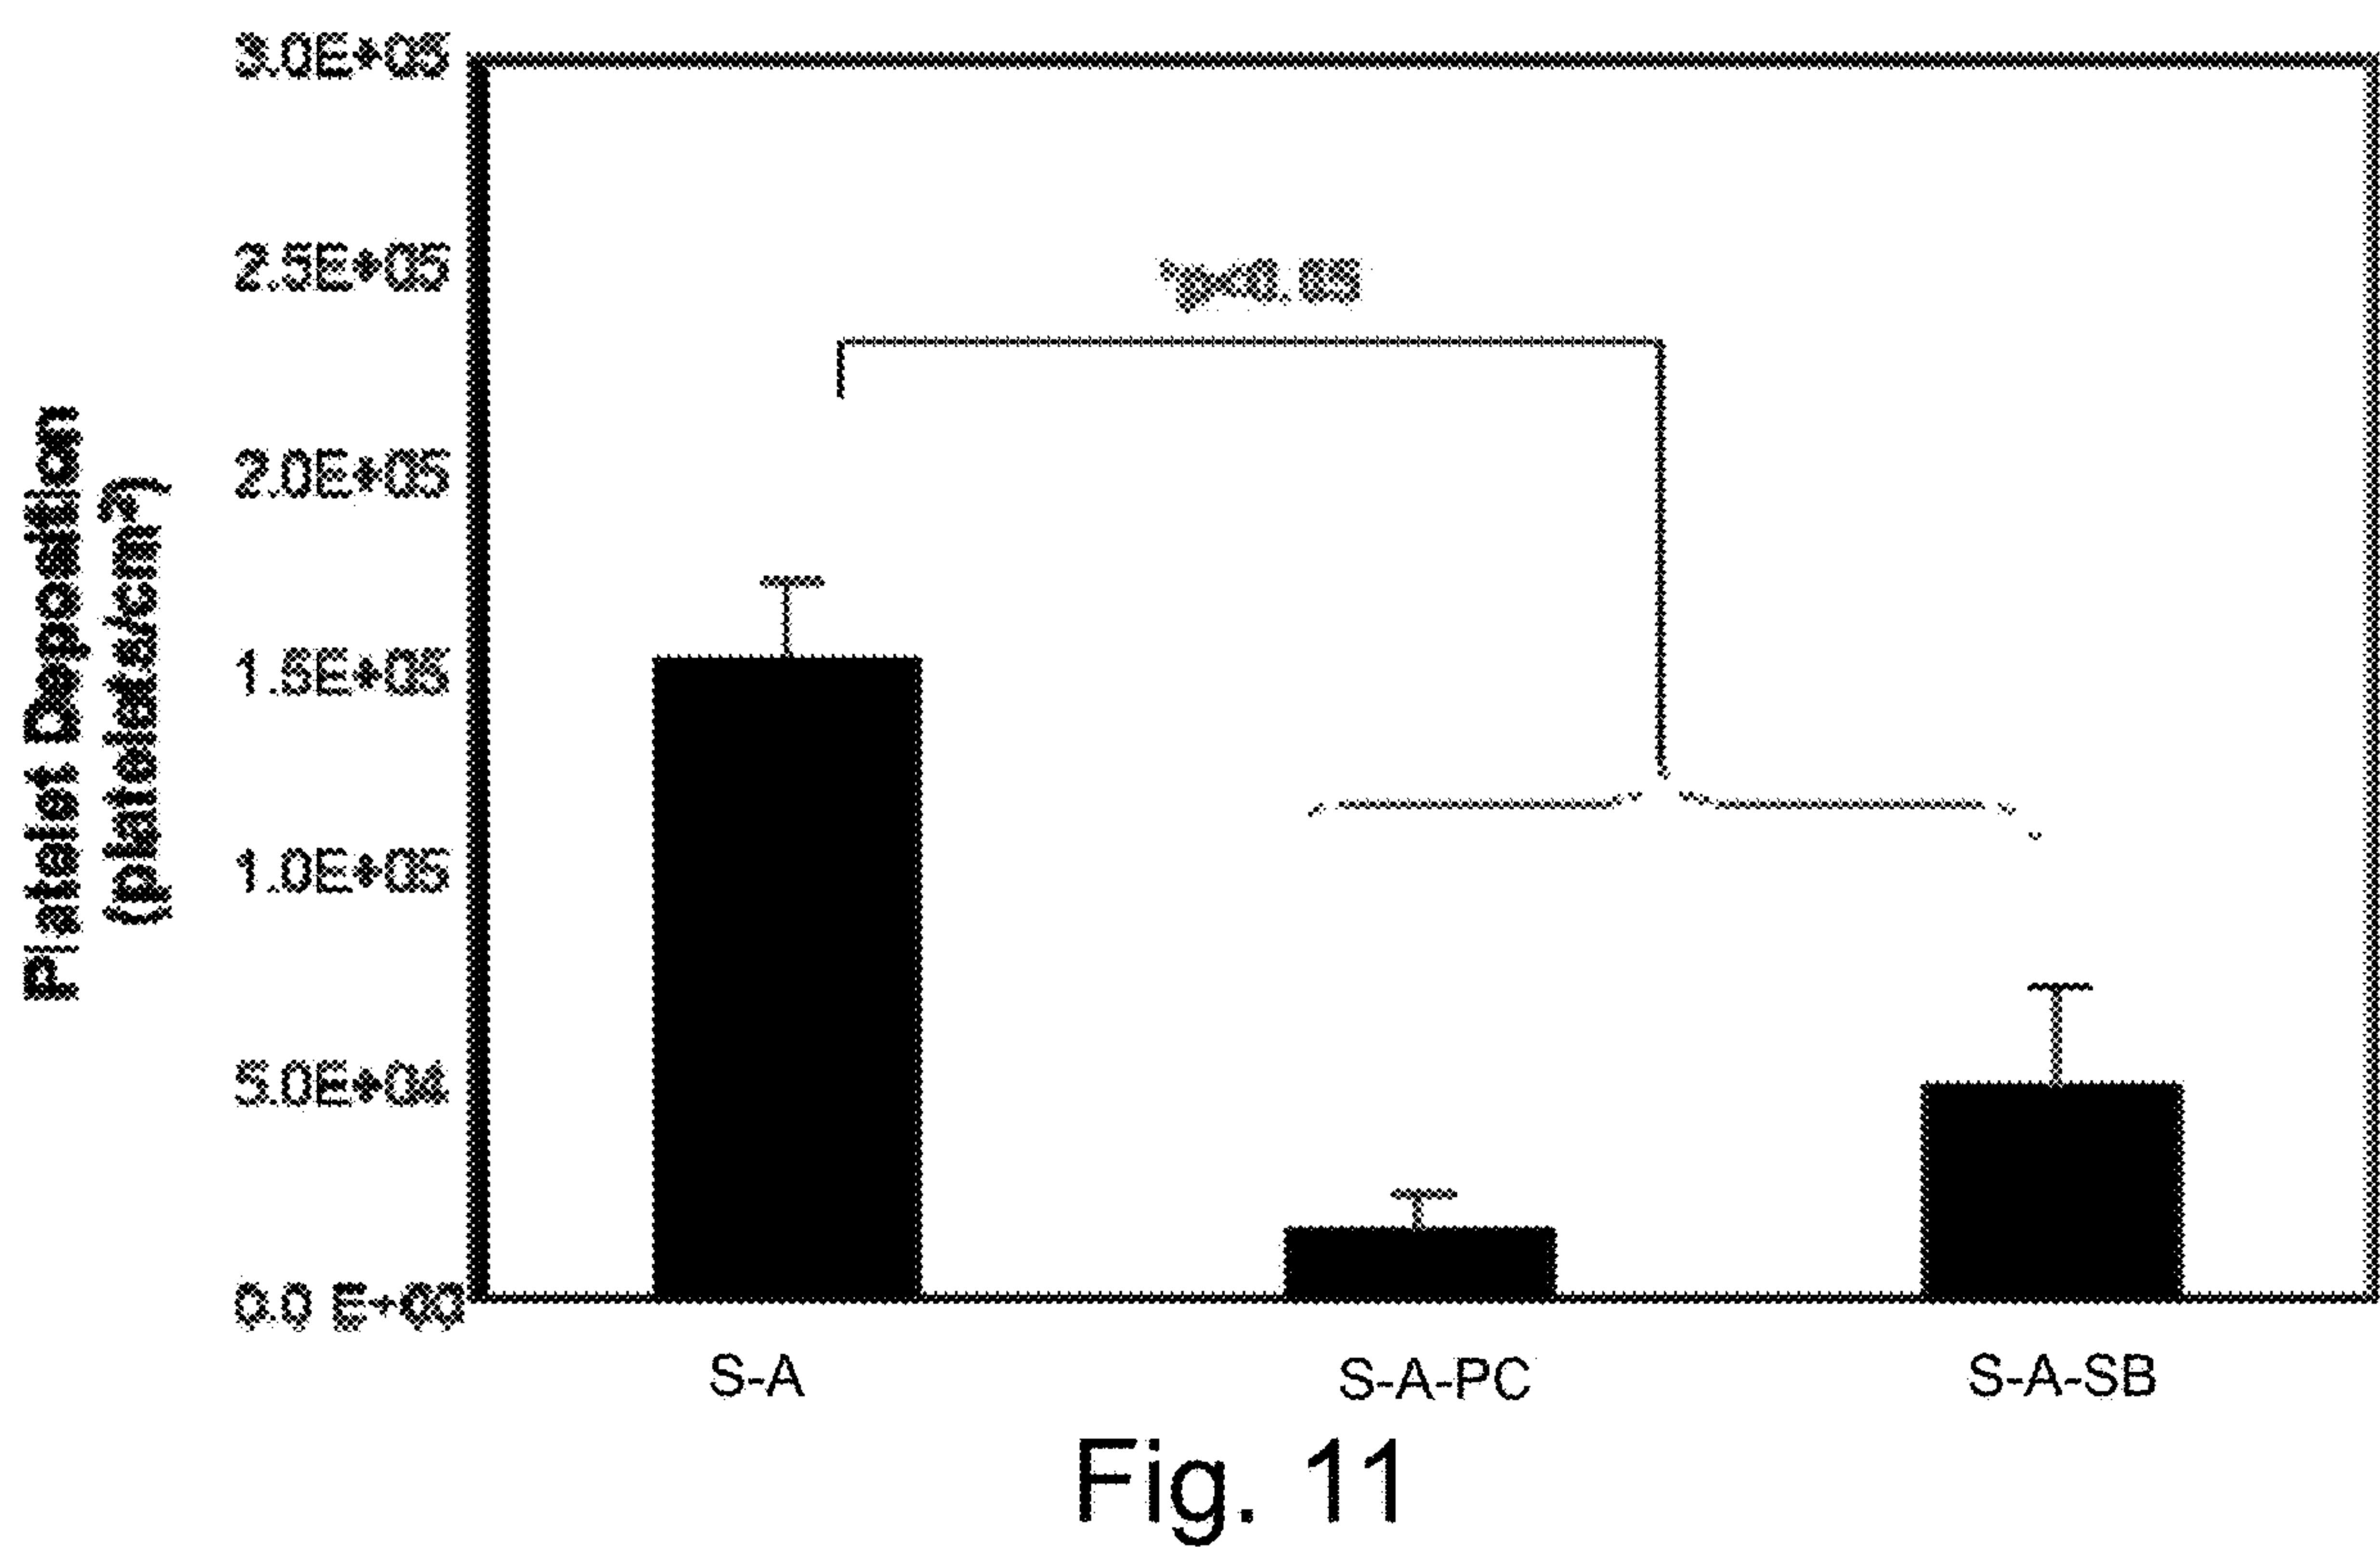 3.0E+05
2.5E+05
2.0E+05
1.5E+05
1.0E+05
5.0E+04
0.0 E+00
Platelet Deposition
(platelets/cm²)
*p<0.05
S-A
S-A-PC
S-A-SB
Fig. 11